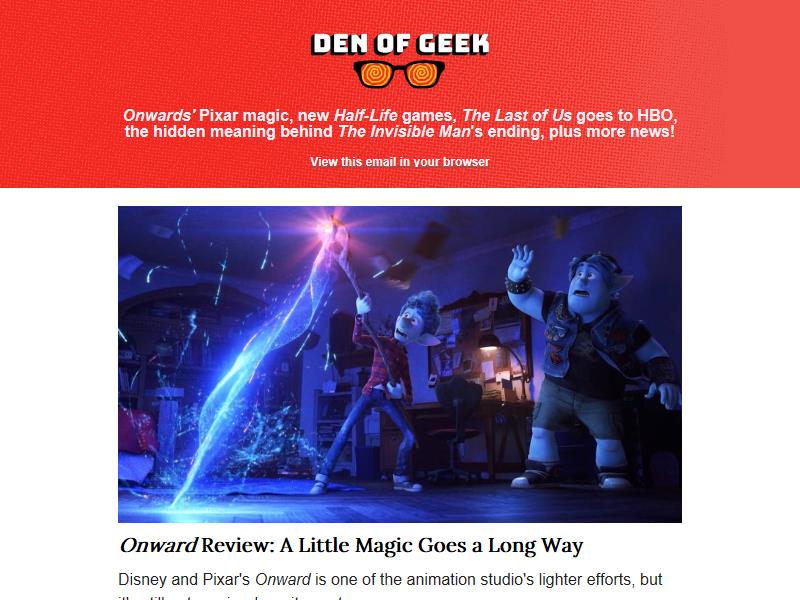 DEN OF GEEK
Onwards' Pixar magic, new Half-Life games, The Last of Us goes to HBO,
the hidden meaning behind The Invisible Man's ending, plus more news!
View this email in your browser
Onward Review: A Little Magic Goes a Long Way
Disney and Pixar's Onward is one of the animation studio's lighter efforts, but